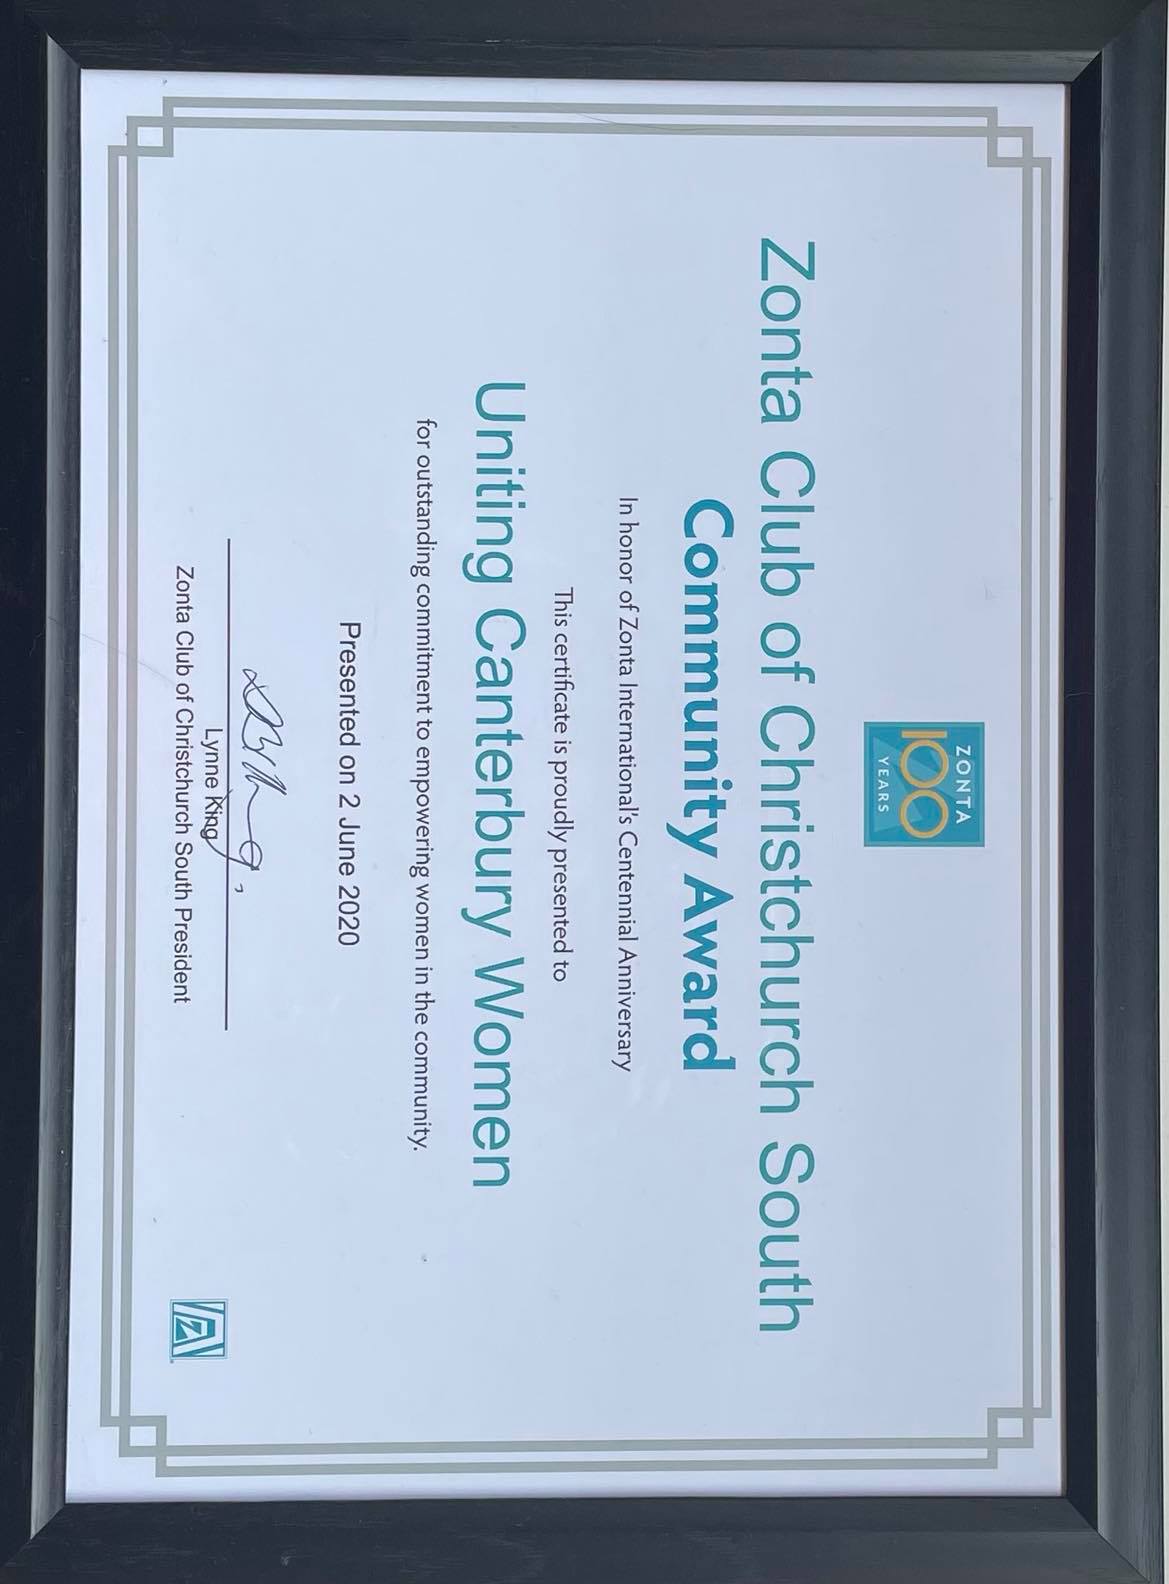 ZONTA
100
YEARS
Zonta Club of Christchurch South
Community Award
In honor of Zonta International's Centennial Anniversary
This certificate is proudly presented to
Uniting Canterbury Women
for outstanding commitment to empowering women in the community.
Presented on 2 June 2020
Lynne King
Zonta Club of Christchurch South President